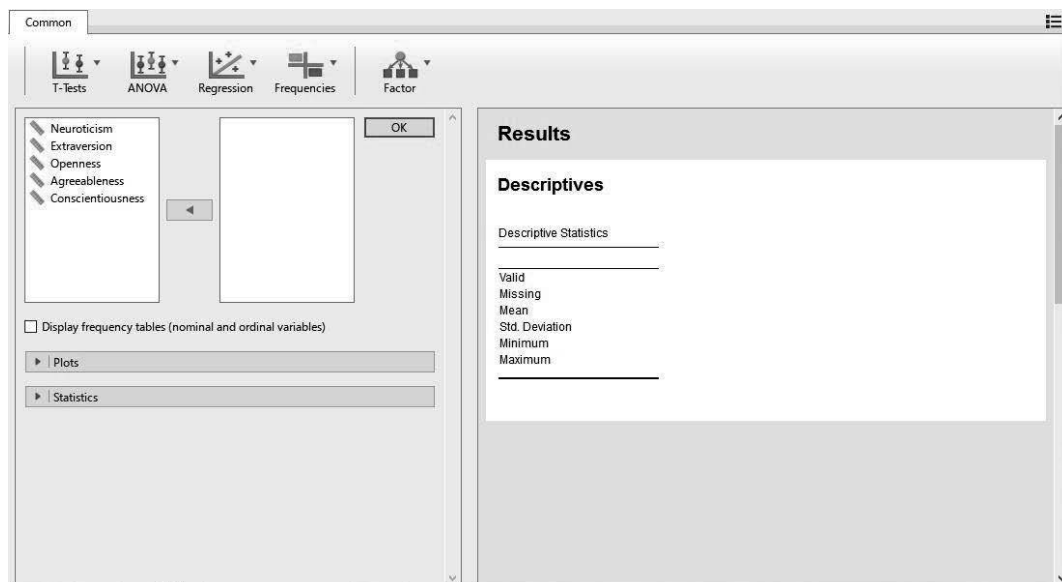 Common
T-Tests
ANOVA
Regression
Frequencies
Factor
Neuroticism
Extraversion
Openness
Agreeableness
Conscientiousness
OK
Display frequency tables (nominal and ordinal variables)
Plots
Statistics
Results
Descriptives
Descriptive Statistics
Valid
Missing
Mean
Std. Deviation
Minimum
Maximum